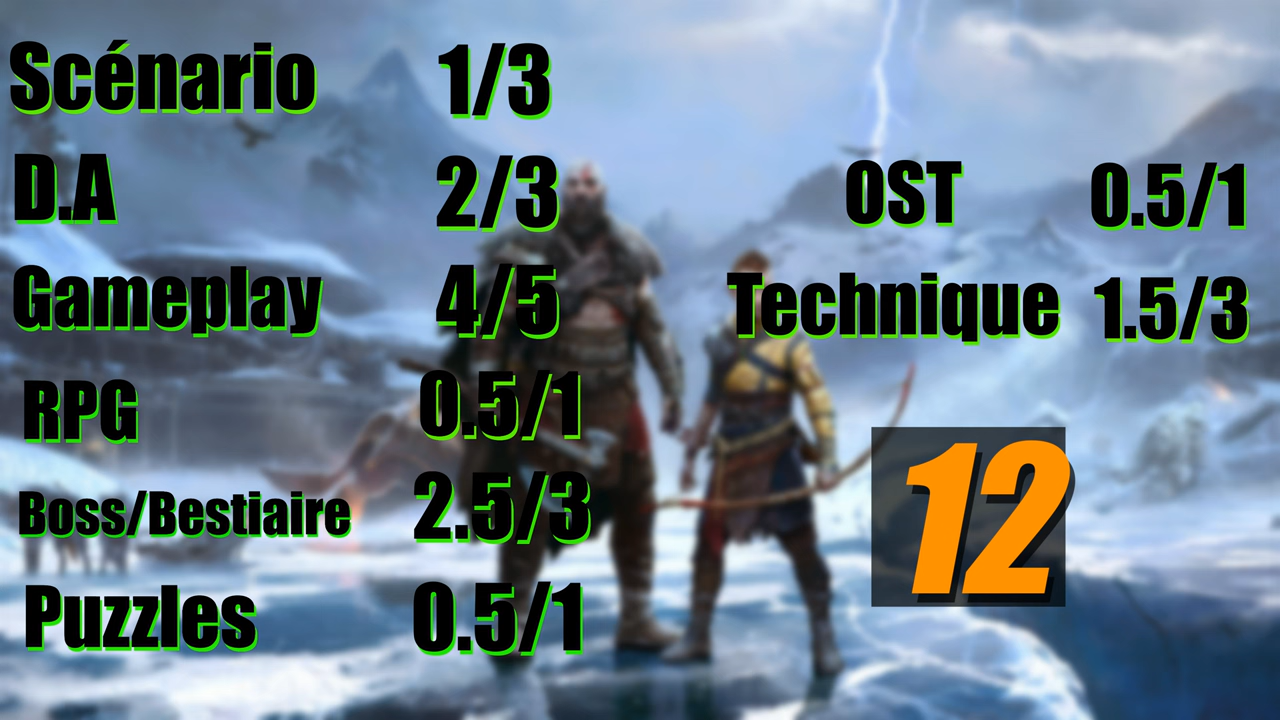 Scénario 1/3
D.A 2/3
Gameplay 4/5
RPG 0.5/1
Boss/Bestiaire 2.5/3
Puzzles 0.5/1
OST 0.5/1
Technique 1.5/3
12